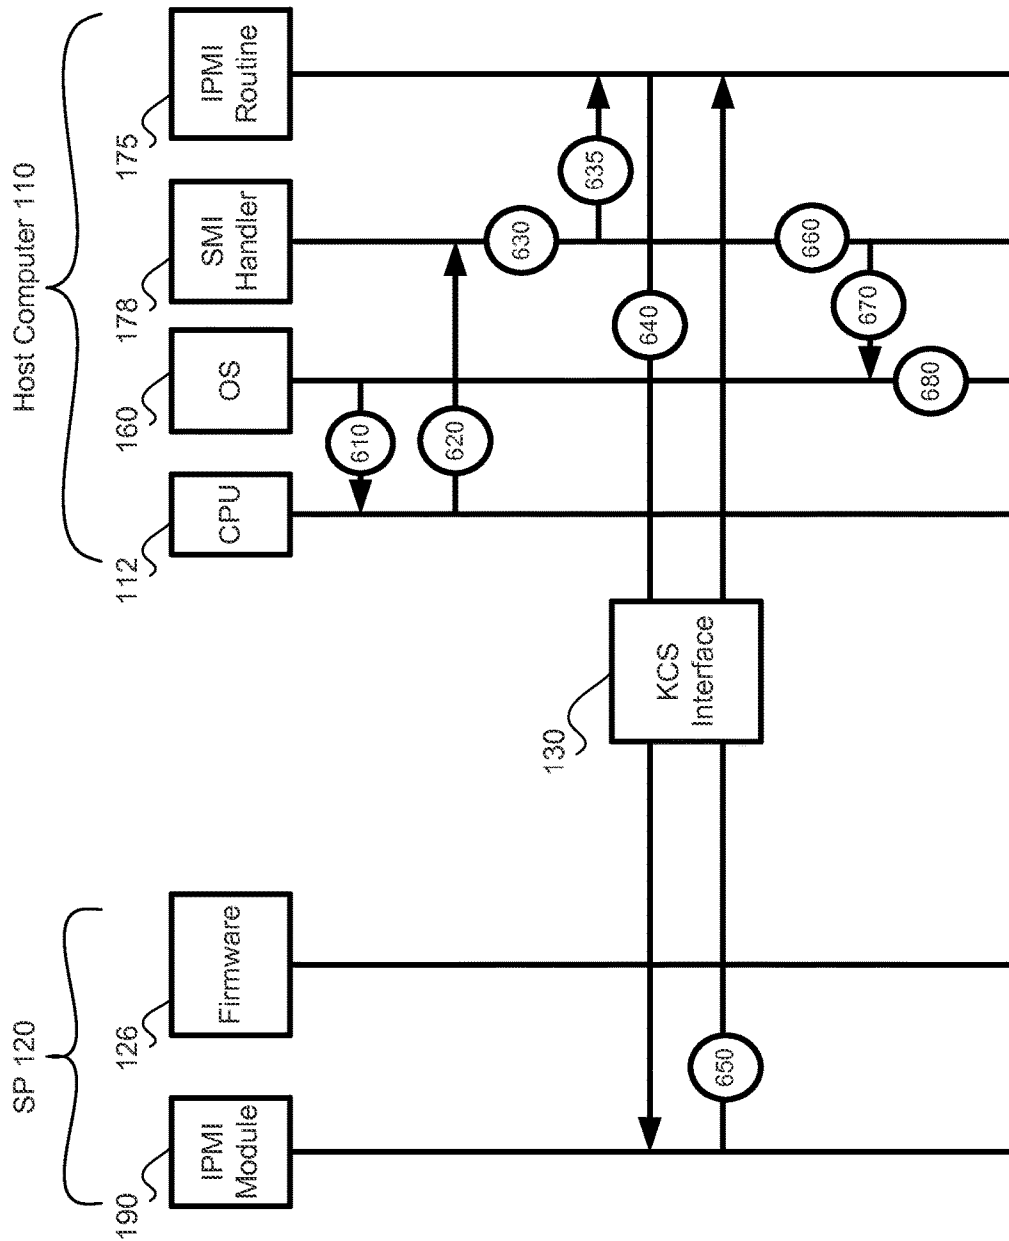 SP 120
Host Computer 110
190
126
112
160
178
175
IPMI
Module
Firmware
CPU
OS
SMI
Handler
IPMI
Routine
610
620
630
635
130
KCS
Interface
640
650
660
670
680